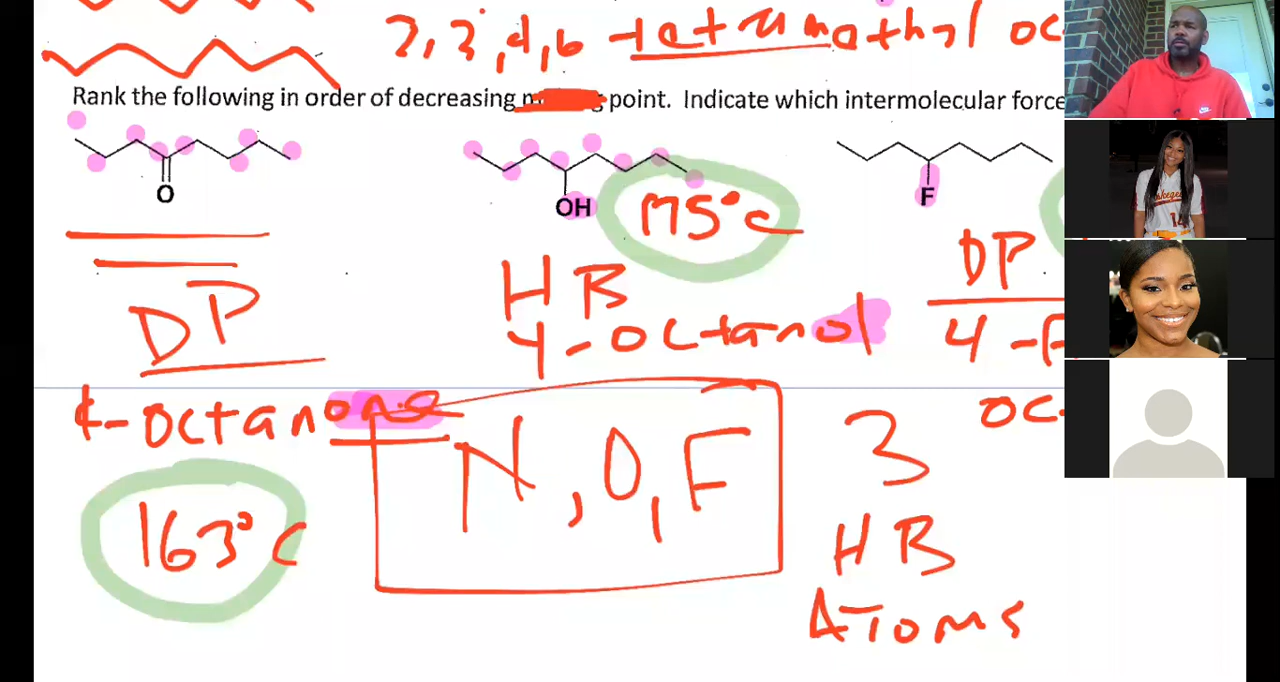 2,3,4,6-tetramethyl oc
Rank the following in order of decreasing point. Indicate which intermolecular force
O
OH
F
175°C
DP
HB
DP
4-octanol
4-F
4-octanone
oc
N, O, F
3
163°C
HB
Atoms